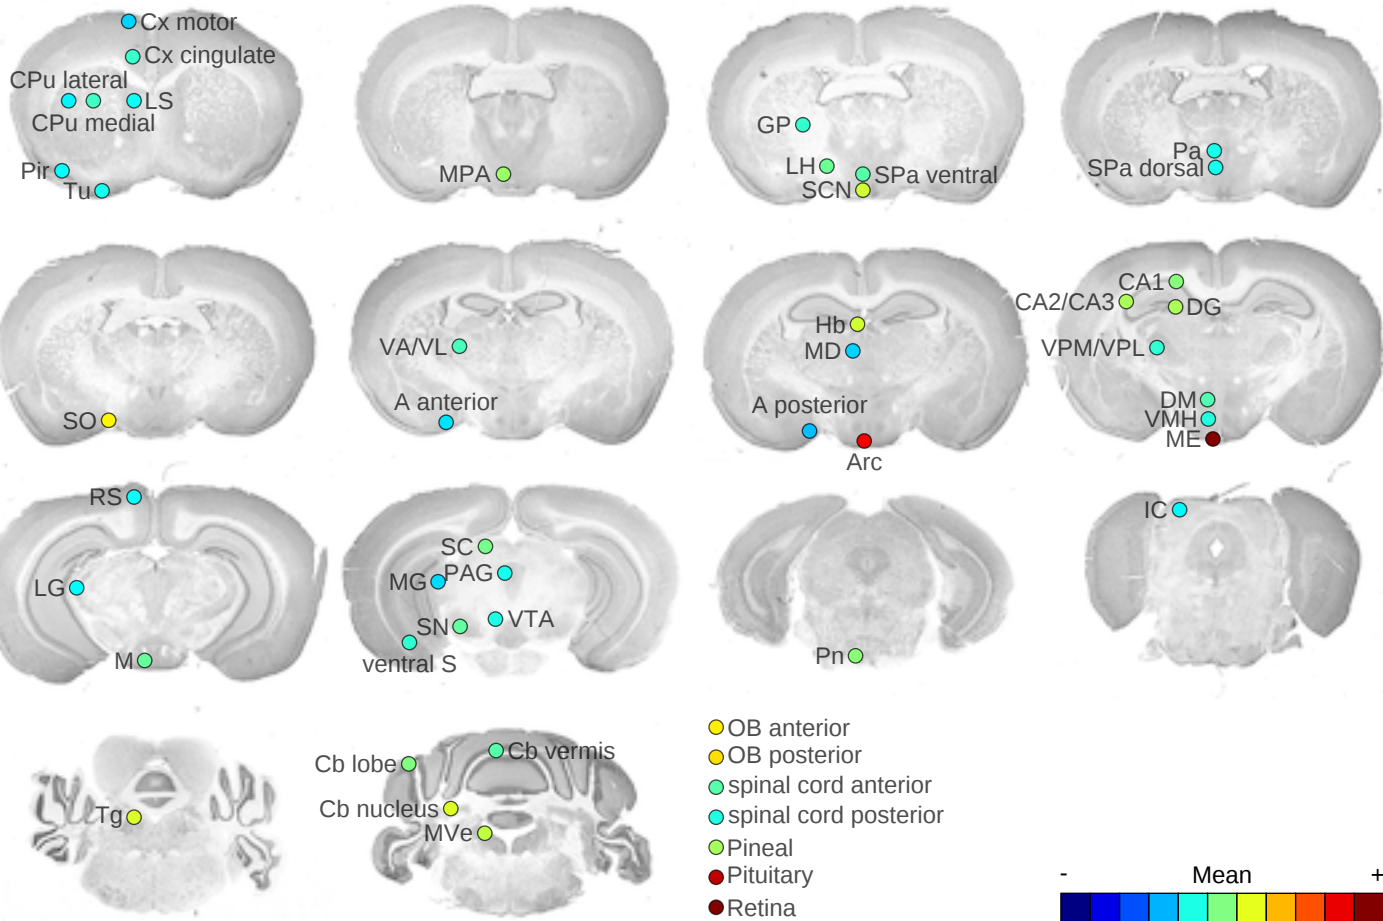 Cx motor
Cx cingulate
CPu lateral
LS
CPu medial
Pir
Tu
MPA
GP
LH
SPa ventral
SCN
Pa
SPa dorsal
SO
VA/VL
A anterior
Hb
MD
A posterior
Arc
CA1
CA2/CA3
DG
VPM/VPL
DM
VMH
ME
RS
LG
M
SC
MG PAG
SN VTA
ventral S
Pn
IC
Tg
Cb lobe
Cb vermis
Cb nucleus
MVe
OB anterior
OB posterior
spinal cord anterior
spinal cord posterior
Pineal
Pituitary
Retina
- Mean +